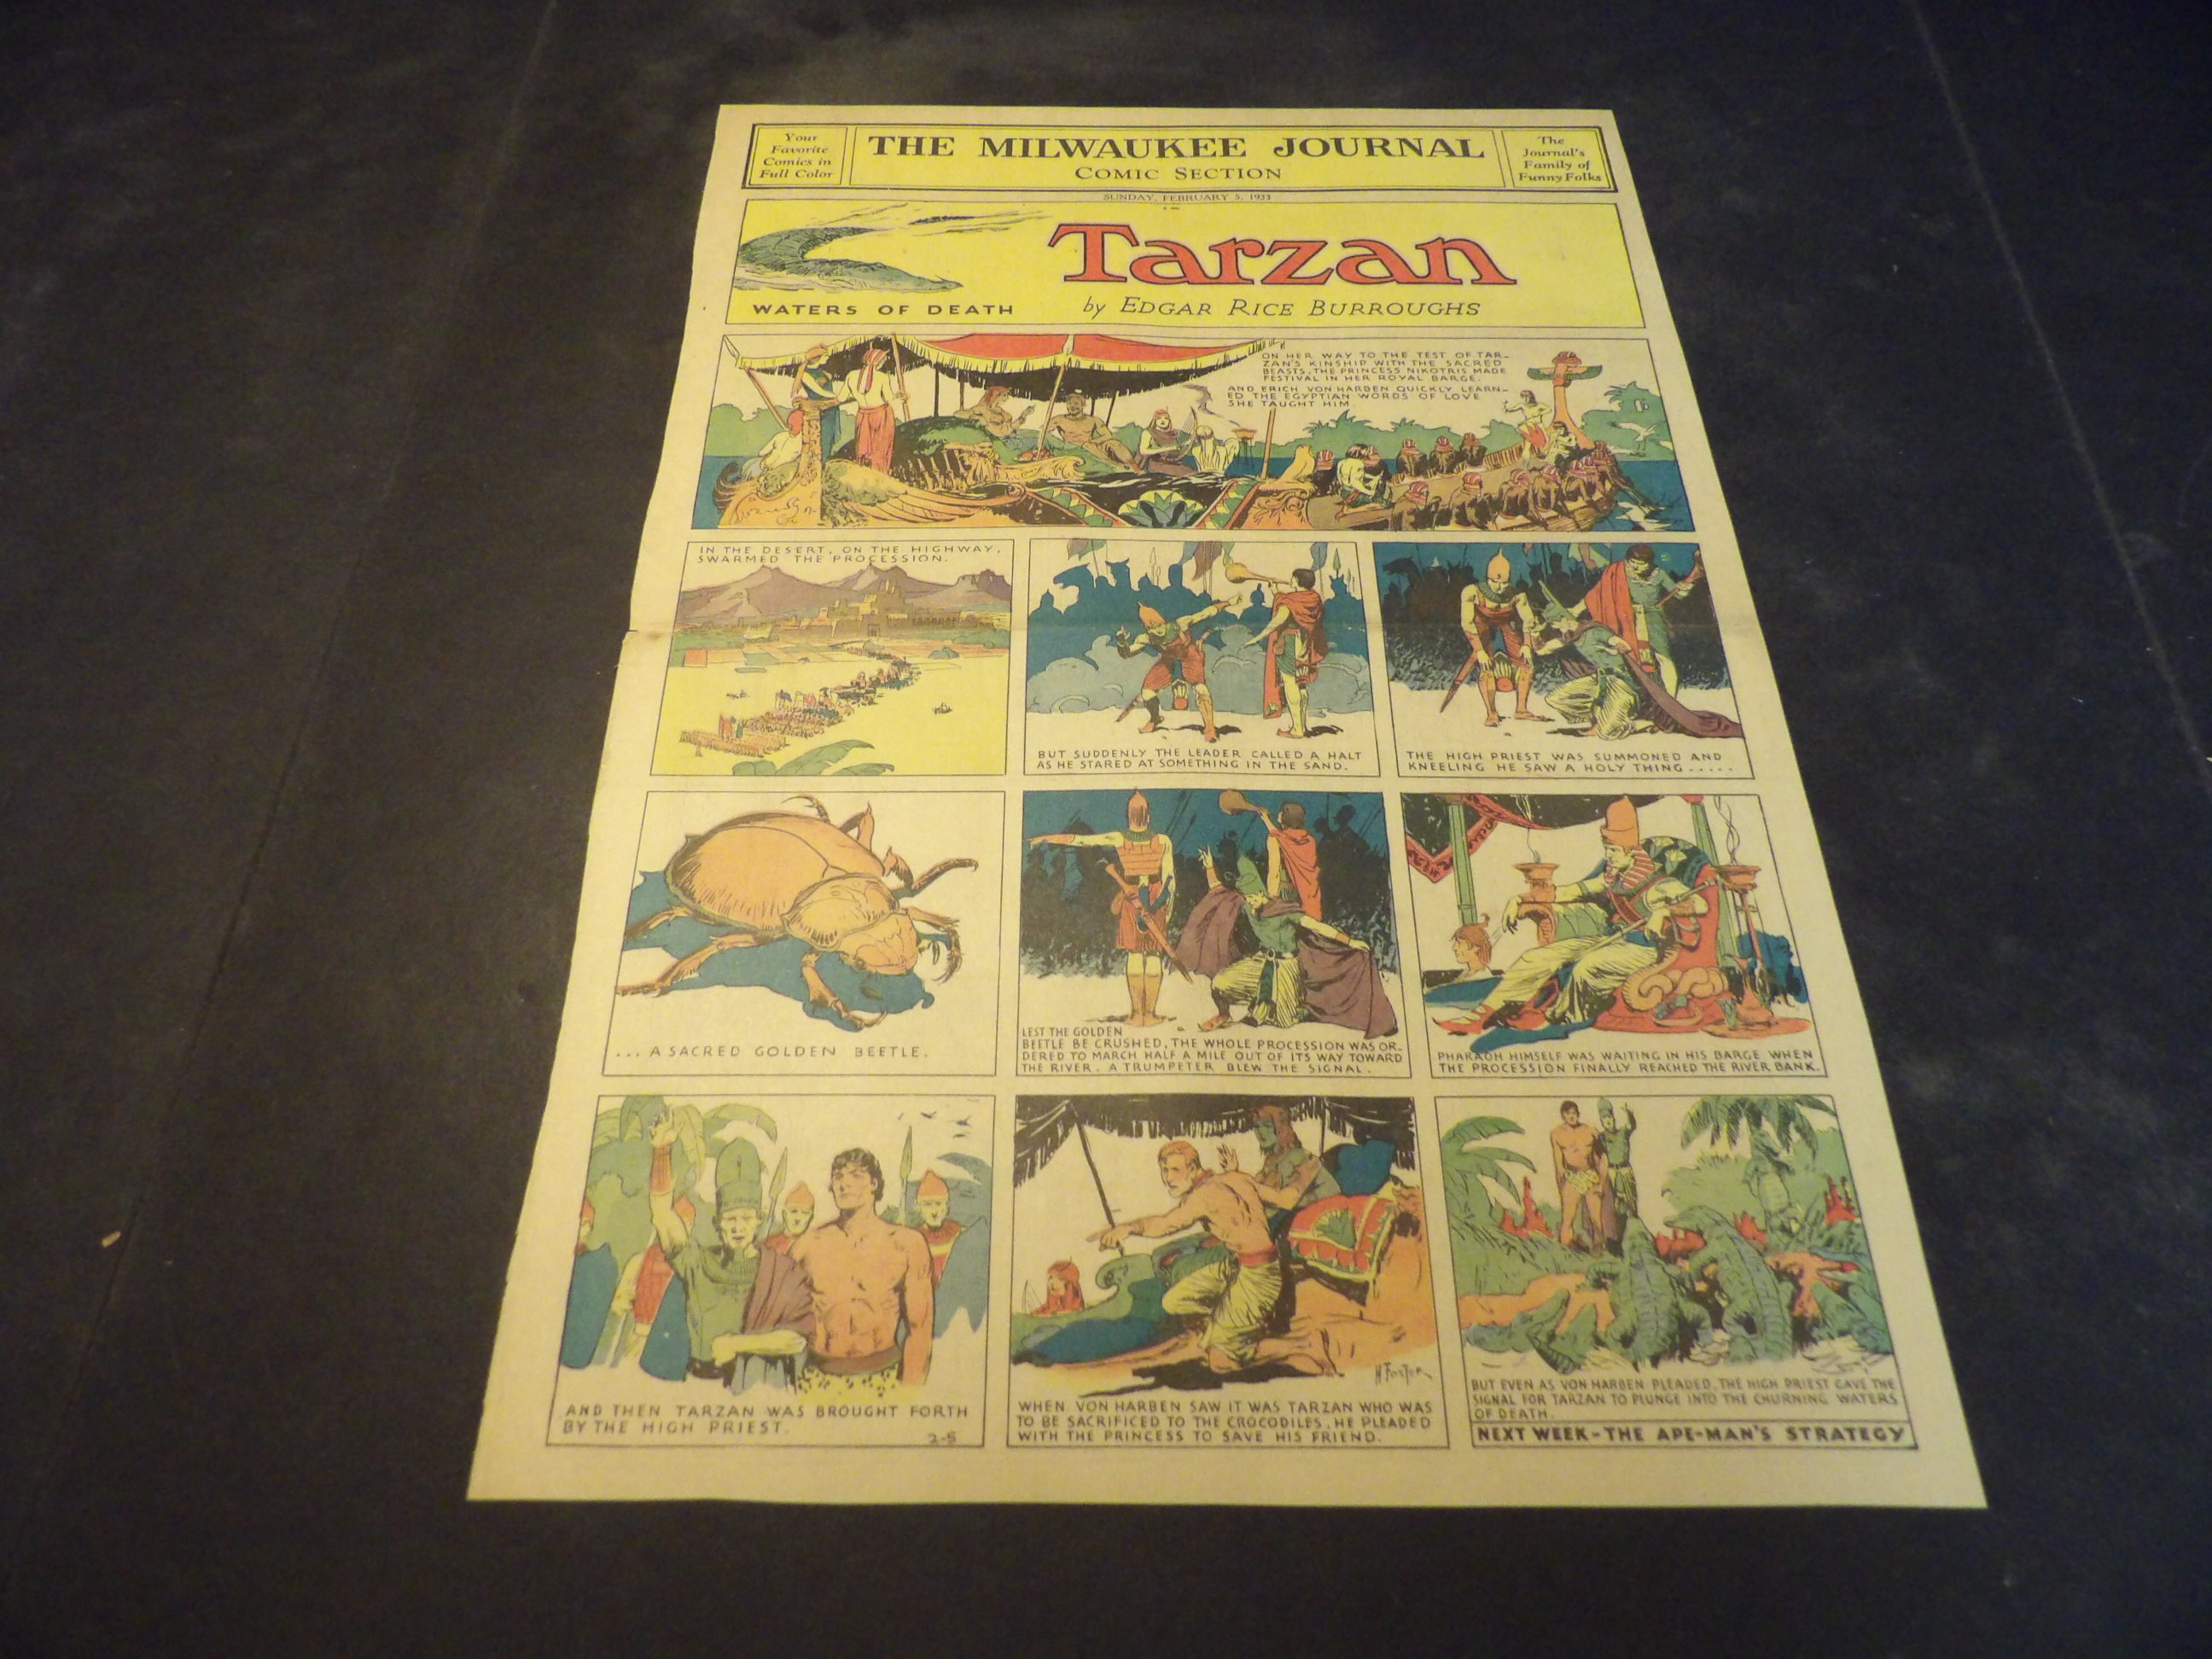 Your
Favorite
Comics in
Full Color
THE MILWAUKEE JOURNAL
COMIC SECTION
The
Journal's
Family of
Funny Folks
SUNDAY, FEBRUARY 5, 1933
Tarzan
WATERS OF DEATH
by EDGAR RICE BURROUGHS
ON HER WAY TO THE TEST OF TAR-
ZAN'S KINSHIP WITH THE SACRED
BEASTS, THE PRINCESS NIKOTRIS MADE
FESTIVAL IN HER ROYAL BARGE.
AND ERICH VON HARBEN QUICKLY LEARN-
ED THE EGYPTIAN WORDS OF LOVE
SHE TAUGHT HIM.
IN THE DESERT, ON THE HIGHWAY,
SWARMED THE PROCESSION.
BUT SUDDENLY THE LEADER CALLED A HALT
AS HE STARED AT SOMETHING IN THE SAND.
THE HIGH PRIEST WAS SUMMONED AND
KNEELING HE SAW A HOLY THING.....
... A SACRED GOLDEN BEETLE.
LEST THE GOLDEN
BEETLE BE CRUSHED, THE WHOLE PROCESSION WAS OR-
DERED TO MARCH HALF A MILE OUT OF ITS WAY TOWARD
THE RIVER. A TRUMPETER BLEW THE SIGNAL.
PHARAOH HIMSELF WAS WAITING IN HIS BARGE WHEN
THE PROCESSION FINALLY REACHED THE RIVER BANK.
AND THEN TARZAN WAS BROUGHT FORTH
BY THE HIGH PRIEST.
2-5
H. FOSTER
WHEN VON HARBEN SAW IT WAS TARZAN WHO WAS
TO BE SACRIFICED TO THE CROCODILES, HE PLEADED
WITH THE PRINCESS TO SAVE HIS FRIEND.
BUT EVEN AS VON HARBEN PLEADED, THE HIGH PRIEST GAVE THE
SIGNAL FOR TARZAN TO PLUNGE INTO THE CHURNING WATERS
OF DEATH.
NEXT WEEK-THE APE-MAN'S STRATEGY